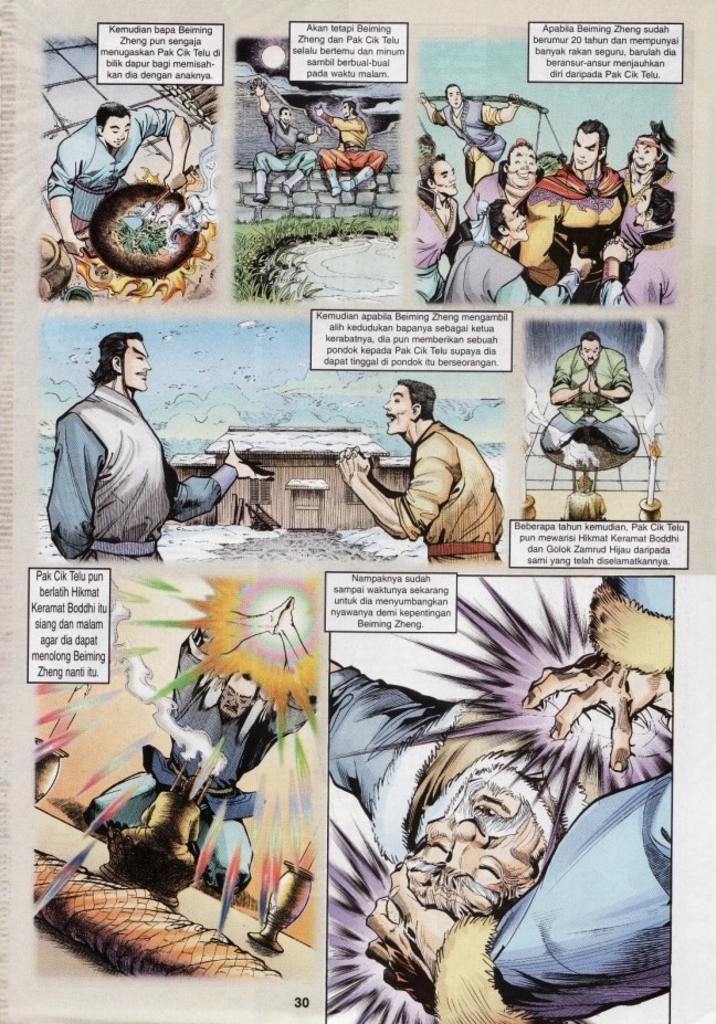 Kemudian bapa Beiming
Zheng pun sengaja
menugaskan Pak Cik Telu di
bilik dapur bagi memisah-
kan dia dengan anaknya.
Akan tetapi Beiming
Zheng dan Pak Cik Telu
selalu bertemu dan minum
sambil berbual-bual
pada waktu malam.
Apabila Beiming Zheng sudah
berumur 20 tahun dan mempunyai
banyak rakan seguru, barulah dia
beransur-ansur menjauhkan
diri daripada Pak Cik Telu.
Kemudian apabila Beiming Zheng mengambil
alih kedudukan bapanya sebagai ketua
kerabatnya, dia pun memberikan sebuah
pondok kepada Pak Cik Telu supaya dia
dapat tinggal di pondok itu berseorangan.
Beberapa tahun kemudian, Pak Cik Telu
pun mewarisi Hikmat Keramat Boddhi
dan Golok Zamrud Hijau daripada
sami yang telah diselamatkannya.
Pak Cik Telu pun
berlatih Hikmat
Keramat Boddhi itu
siang dan malam
agar dia dapat
menolong Beiming
Zheng nanti itu.
Nampaknya sudah
sampai waktunya sekarang
untuk dia menyumbangkan
nyawanya demi kepentingan
Beiming Zheng.
30